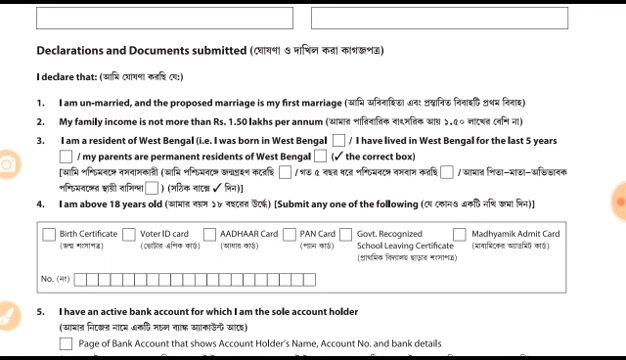 Declarations and Documents submitted (ঘোষণা ও দাখিল করা কাগজপত্র)
I declare that: (আমি ঘোষণা করছি যে:)
1. I am un-married, and the proposed marriage is my first marriage (আমি অবিবাহিতা এবং প্রস্তাবিত বিবাহটি প্রথম বিবাহ)
2. My family income is not more than Rs. 1.50 lakhs per annum (আমার পারিবারিক বাৎসরিক আয় ১.৫০ লাখের বেশি না)
3. I am a resident of West Bengal (i.e. I was born in West Bengal ☐ / I have lived in West Bengal for the last 5 years
☐ / my parents are permanent residents of West Bengal ☐ (✓ the correct box)
[আমি পশ্চিমবঙ্গে বসবাসকারী (আমি পশ্চিমবঙ্গে জন্মগ্রহণ করেছি ☐ / গত ৫ বছর ধরে পশ্চিমবঙ্গে বসবাস করছি ☐ / আমার পিতা-মাতা-অভিভাবক
পশ্চিমবঙ্গের স্থায়ী বাসিন্দা ☐ ) (সঠিক বাক্সে ✓ দিন)]
4. I am above 18 years old (আমার বয়স ১৮ বছরের উর্দ্ধে) [Submit any one of the following (যে কোনও একটি নথি জমা দিন)]
☐ Birth Certificate ☐ Voter ID card ☐ AADHAAR Card ☐ PAN Card ☐ Govt. Recognized ☐ Madhyamik Admit Card
(জন্ম শংসাপত্র) (ভোটার এপিক কার্ড) (আধার কার্ড) (প্যান কার্ড) School Leaving Certificate (মাধ্যমিকের অ্যাডমিট কার্ড)
(প্রাথমিক বিদ্যালয় ছাড়ার শংসাপত্র)
No. (নং)
5. I have an active bank account for which I am the sole account holder
(আমার নিজের নামে একটি সচল ব্যাঙ্ক অ্যাকাউন্ট আছে)
☐ Page of Bank Account that shows Account Holder's Name, Account No. and bank details